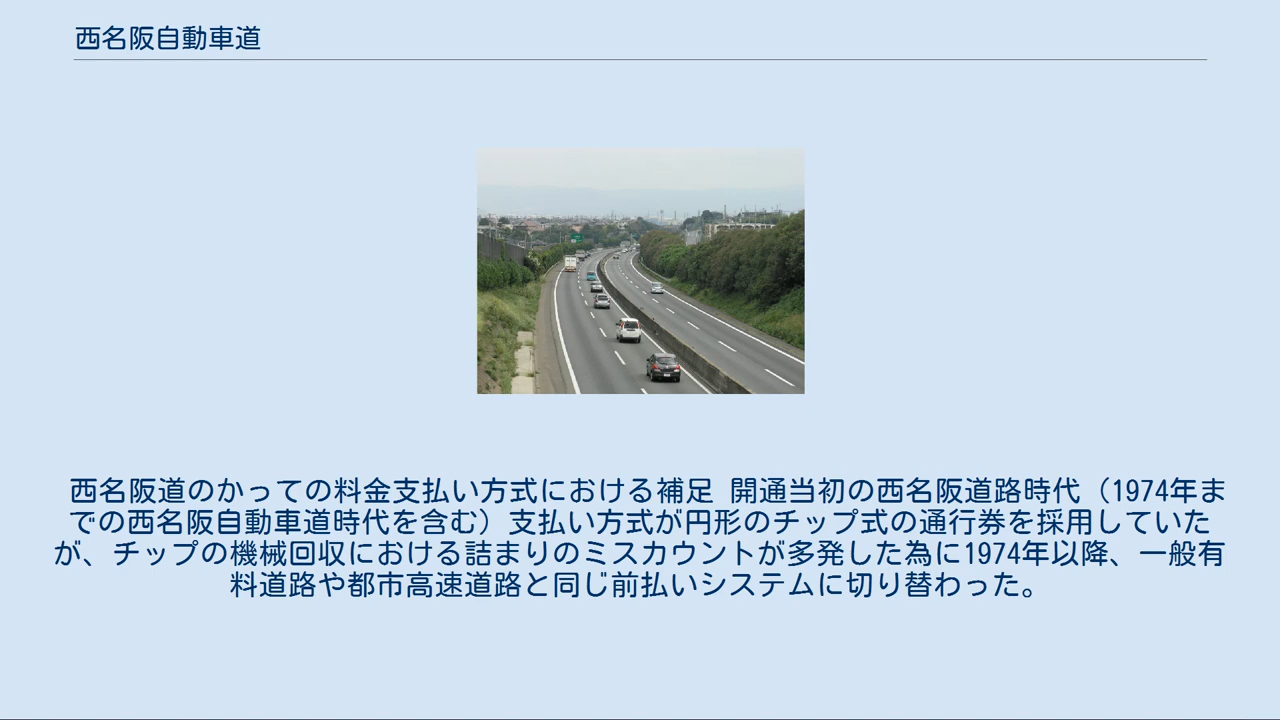 西名阪自動車道
西名阪道のかっての料金支払い方式における補足 開通当初の西名阪道路時代（1974年ま
での西名阪自動車道時代を含む）支払い方式が円形のチップ式の通行券を採用していた
が、チップの機械回収における詰まりのミスカウントが多発した為に1974年以降、一般有
料道路や都市高速道路と同じ前払いシステムに切り替わった。